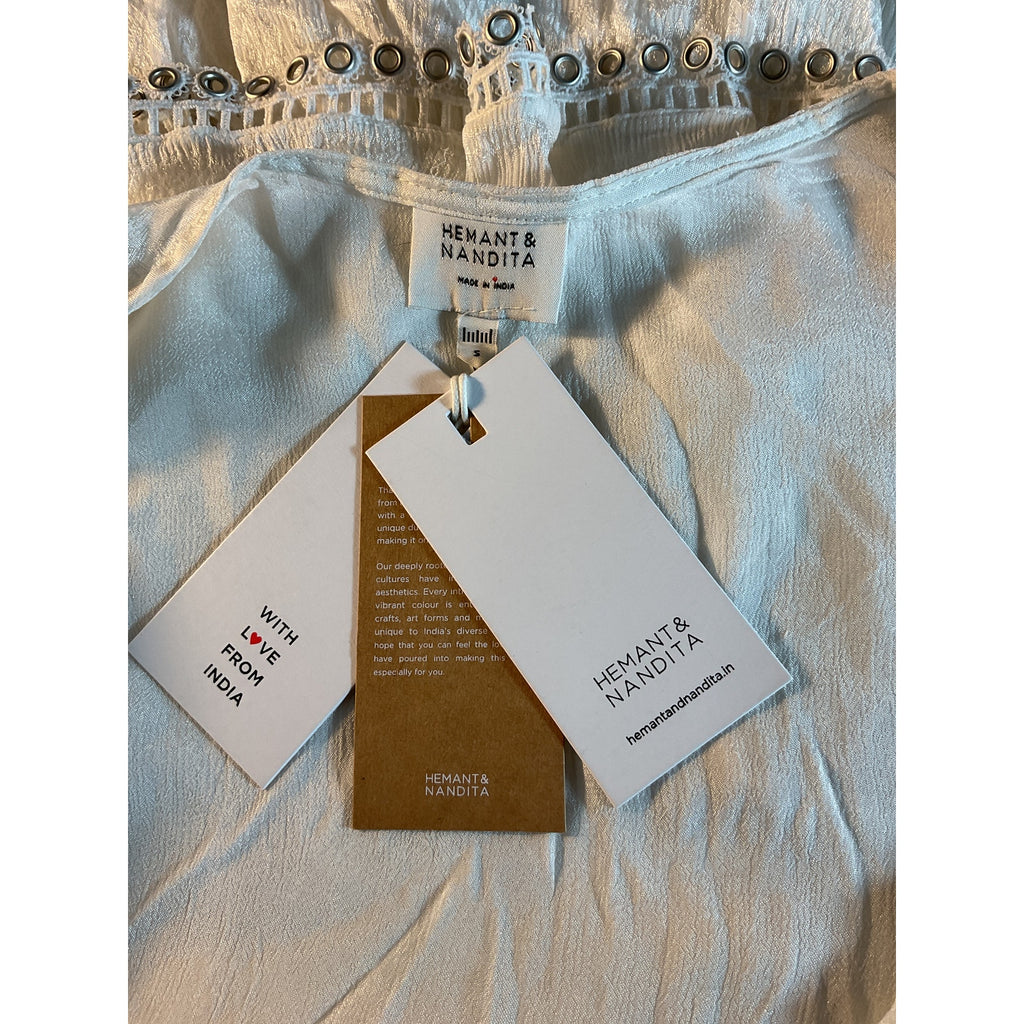 HEMANT &
NANDITA
MADE IN INDIA
S
WITH
LOVE
FROM
INDIA
from
with a
unique
making it
Our deeply
cultures have
aesthetics. Every
vibrant colour is
crafts, art forms and
unique to India's diverse
hope that you can feel the
have poured into making this
especially for you.
HEMANT &
NANDITA
HEMANT &
NANDITA
hemantandnandita.in